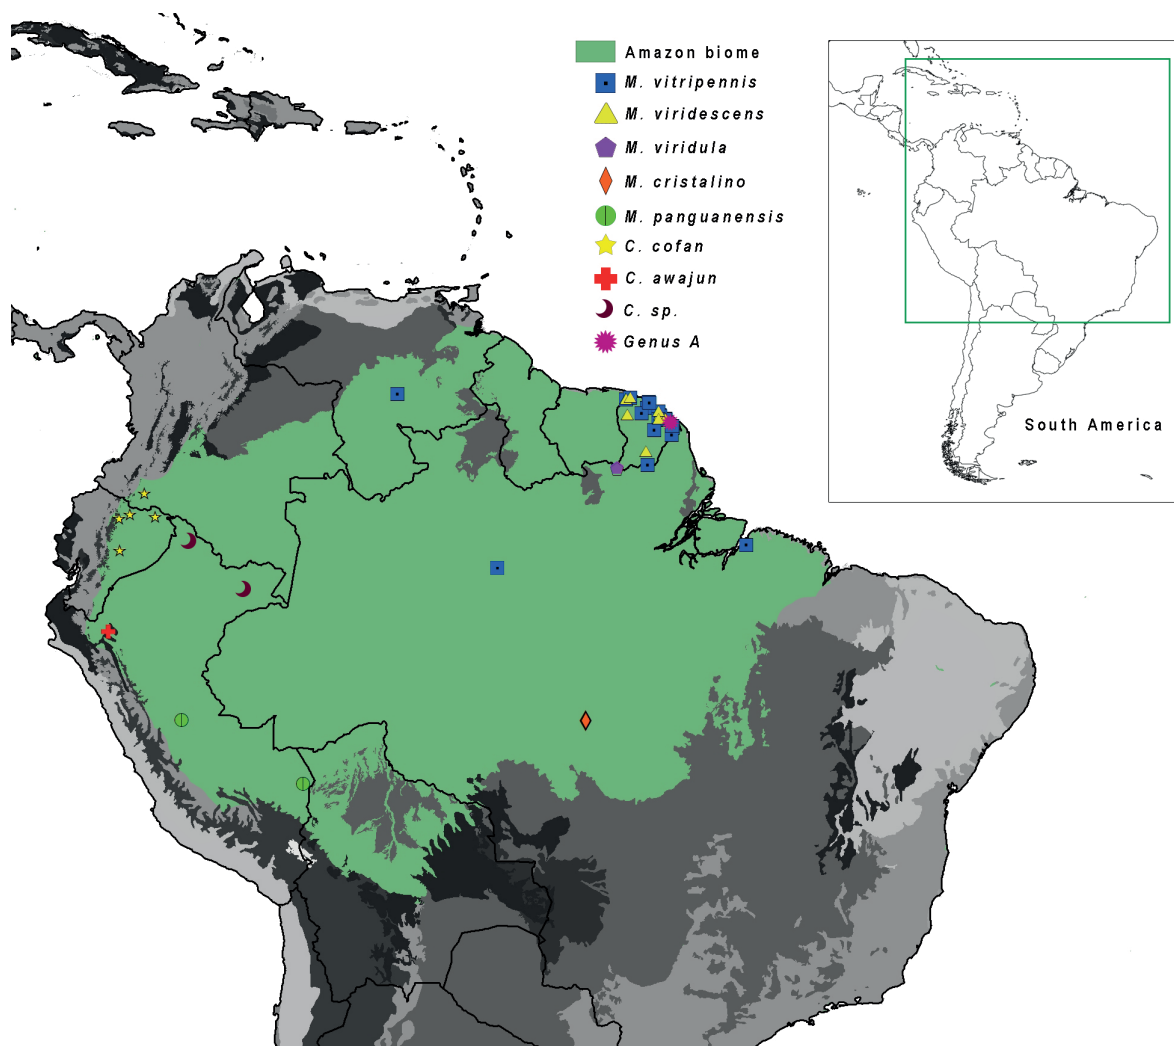 Amazon biome
M. vitripennis
M. viridescens
M. viridula
M. cristalino
M. panguanensis
C. cofan
C. awajun
C. sp.
Genus A
South America